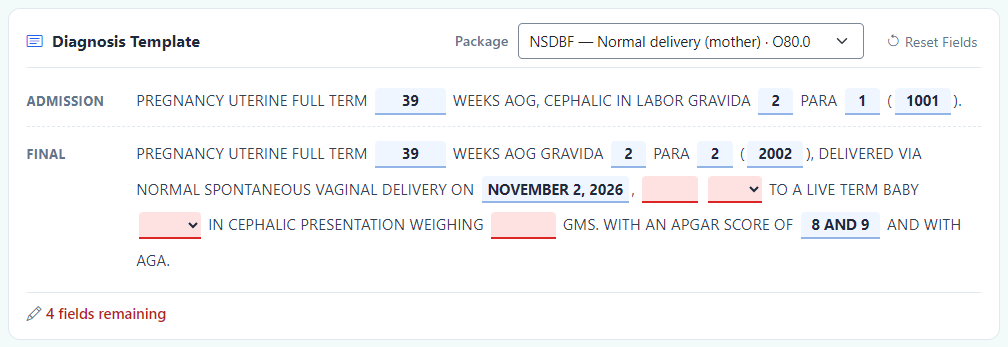 Diagnosis Template
Package NSDBF — Normal delivery (mother) · O80.0
Reset Fields
ADMISSION PREGNANCY UTERINE FULL TERM 39 WEEKS AOG, CEPHALIC IN LABOR GRAVIDA 2 PARA 1 ( 1001 ).
FINAL PREGNANCY UTERINE FULL TERM 39 WEEKS AOG GRAVIDA 2 PARA 2 ( 2002 ), DELIVERED VIA
NORMAL SPONTANEOUS VAGINAL DELIVERY ON NOVEMBER 2, 2026 , TO A LIVE TERM BABY
IN CEPHALIC PRESENTATION WEIGHING GMS. WITH AN APGAR SCORE OF 8 AND 9 AND WITH
AGA.
4 fields remaining